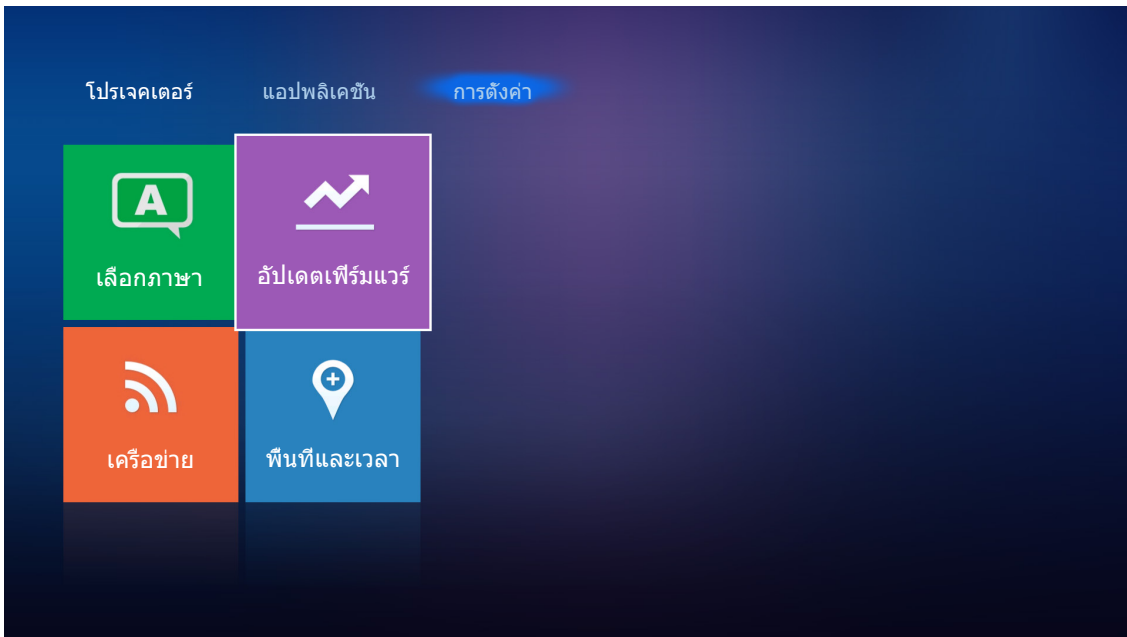 โปรเจคเตอร์ แอปพลิเคชัน การตั้งค่า
A
เลือกภาษา อัปเดตเฟิร์มแวร์
เครือข่าย พื้นที่และเวลา